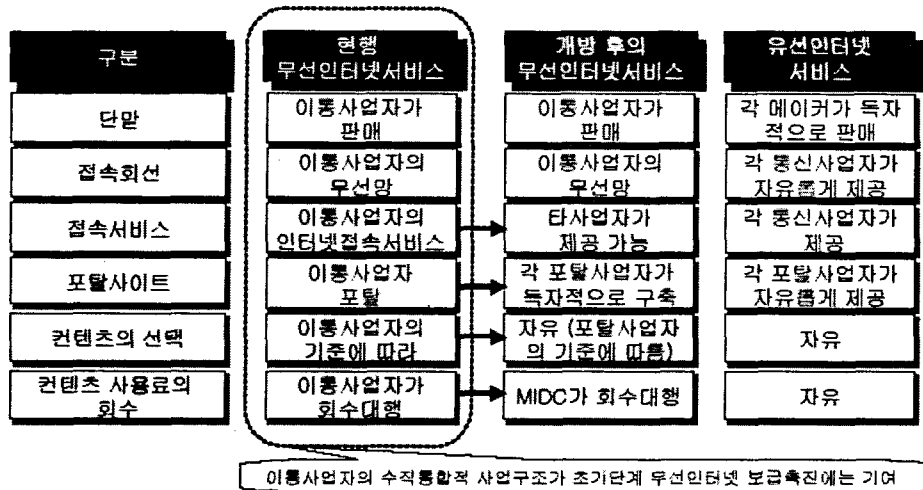 구분
현행
무선인터넷서비스
개방 후의
무선인터넷서비스
유선인터넷
서비스
단말
이통사업자가
판매
이통사업자가
판매
각 메이커가 독자
적으로 판매
접속회선
이통사업자의
무선망
이통사업자의
무선망
각 통신사업자가
자유롭게 제공
접속서비스
이통사업자의
인터넷접속서비스
타사업자가
제공 가능
각 통신사업자가
제공
포탈사이트
이통사업자
포탈
각 포탈사업자가
독자적으로 구축
각 포탈사업자가
자유롭게 제공
컨텐츠의 선택
이통사업자의
기준에 따라
자유 (포탈사업자
의 기준에 따름)
자유
컨텐츠 사용료의
회수
이통사업자가
회수대행
MIDC가 회수대행
자유
이통사업자의 수직통합적 사업구조가 초기단계 무선인터넷 보급촉진에는 기여